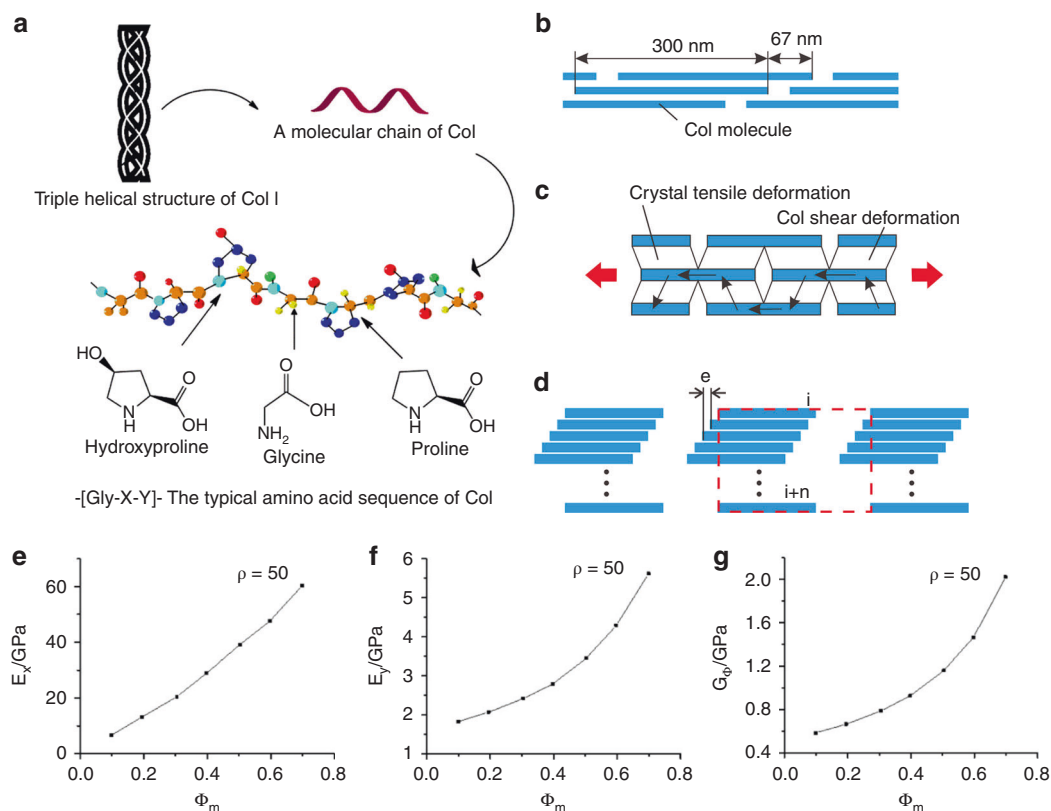 a
Triple helical structure of Col I
A molecular chain of Col
HO
N
H
O
OH
Hydroxyproline
O
OH
NH2
Glycine
N
H
O
OH
Proline
-[Gly-X-Y]- The typical amino acid sequence of Col
b
300 nm
67 nm
Col molecule
c
Crystal tensile deformation
Col shear deformation
d
e
i
i+n
e
ρ = 50
Ex/GPa
60
40
20
0
0.0 0.2 0.4 0.6 0.8
Φm
f
ρ = 50
Ey/GPa
6
5
4
3
2
1
0.0 0.2 0.4 0.6 0.8
Φm
g
ρ = 50
GΦ/GPa
2.0
1.6
1.2
0.8
0.4
0.0 0.2 0.4 0.6 0.8
Φm